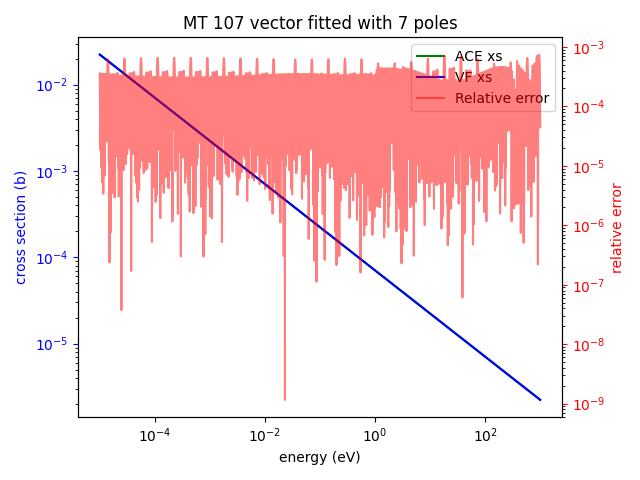 MT 107 vector fitted with 7 poles
ACE xs
VF xs
Relative error
cross section (b)
10^-2
10^-3
10^-4
10^-5
10^-3
10^-4
10^-5
10^-6
10^-7
10^-8
10^-9
relative error
10^-4 10^-2 10^0 10^2
energy (eV)